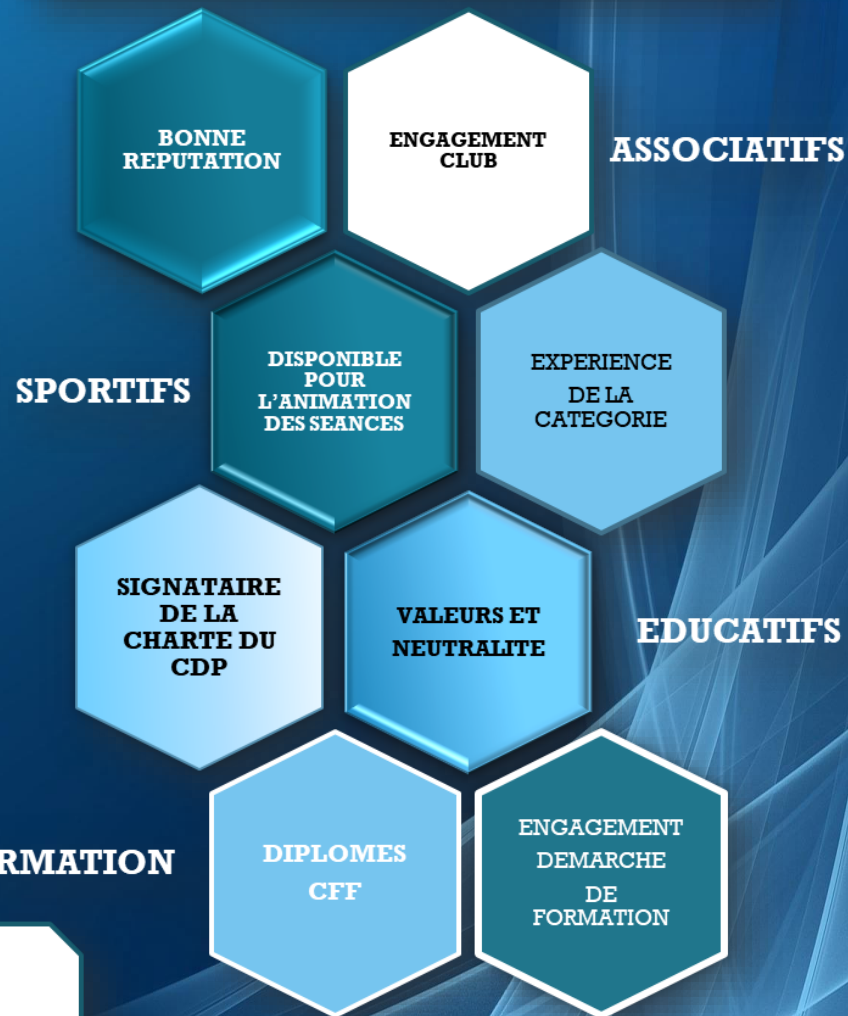 BONNE
REPUTATION
ENGAGEMENT
CLUB
ASSOCIATIFS
SPORTIFS
DISPONIBLE
POUR
L'ANIMATION
DES SEANCES
EXPERIENCE
DE LA
CATEGORIE
SIGNATAIRE
DE LA
CHARTE DU
CDP
VALEURS ET
NEUTRALITE
EDUCATIFS
RMATION
DIPLOMES
CFF
ENGAGEMENT
DEMARCHE
DE
FORMATION